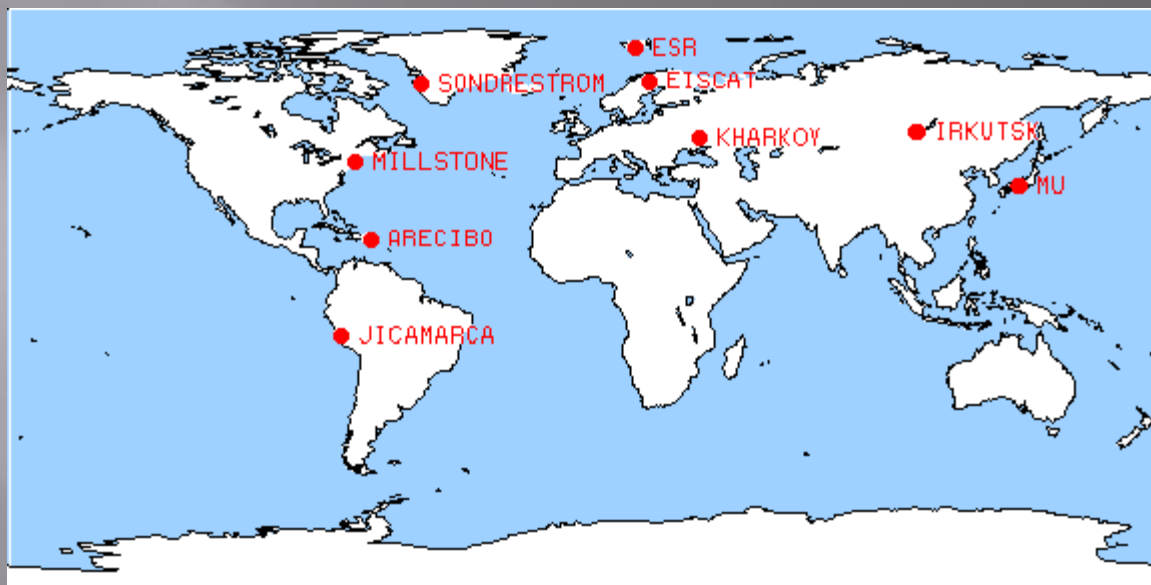 ESR
SONDRESTROM
EISCAT
KHARKOV
IRKUTSK
MILLSTONE
MU
ARECIBO
JICAMARCA